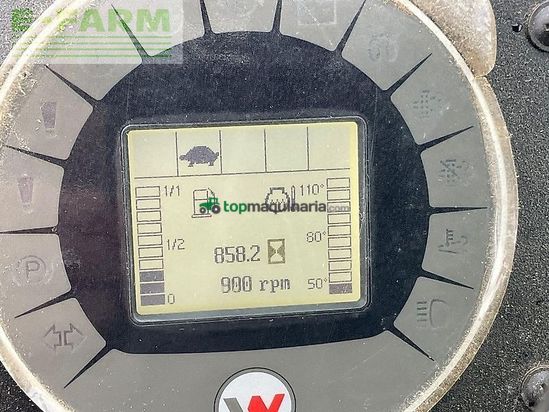 E-FARM
1/1
110°
topmaquinaria.com
1/2
80°
858.2
900 rpm
0
50°
P
W